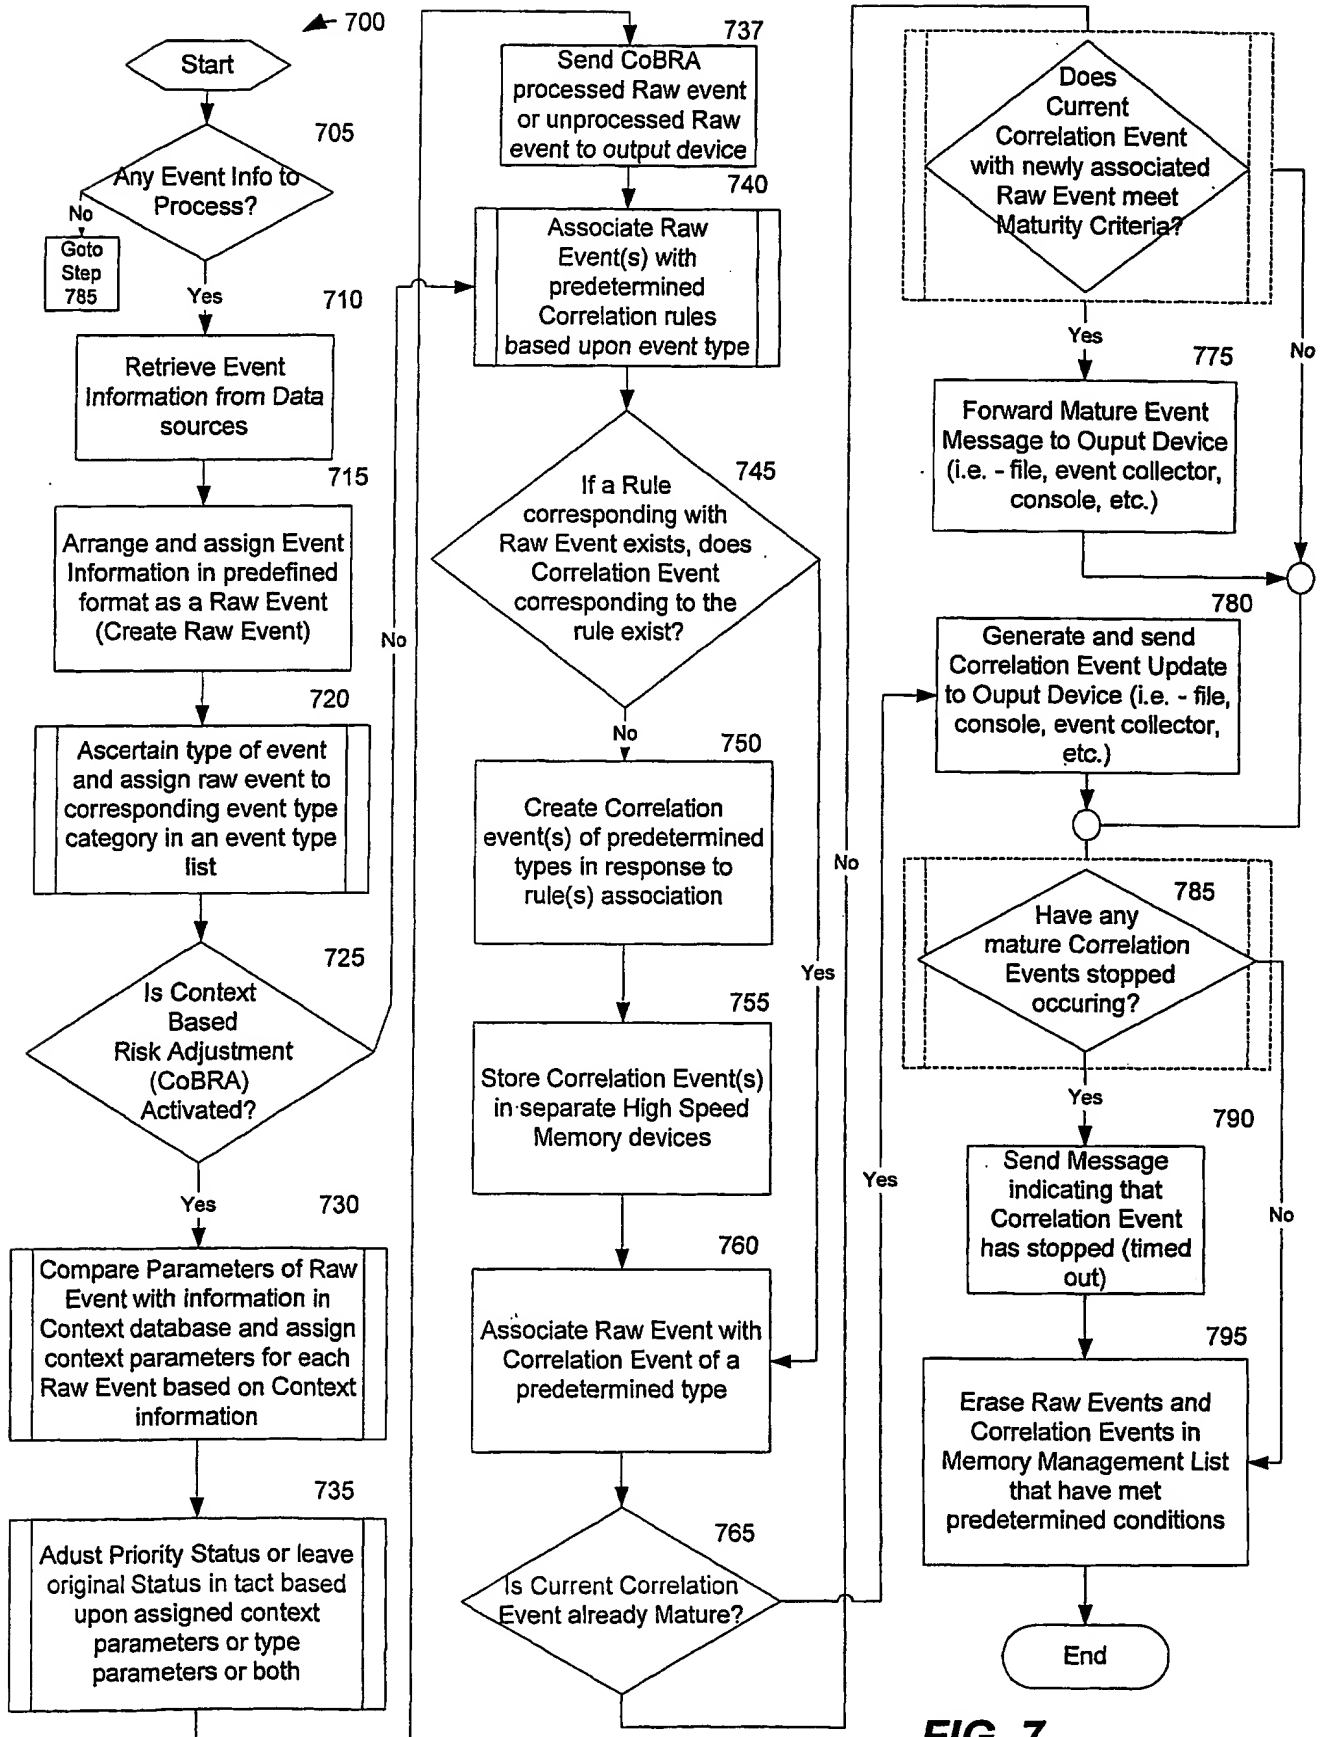 700
Start
705
Any Event Info to
Process?
No
Goto
Step
785
Yes
710
Retrieve Event
Information from Data
sources
715
Arrange and assign Event
Information in predefined
format as a Raw Event
(Create Raw Event)
720
Ascertain type of event
and assign raw event to
corresponding event type
category in an event type
list
725
Is Context
Based
Risk Adjustment
(CoBRA)
Activated?
No
Yes
730
Compare Parameters of Raw
Event with information in
Context database and assign
context parameters for each
Raw Event based on Context
information
735
Adust Priority Status or leave
original Status in tact based
upon assigned context
parameters or type
parameters or both
737
Send CoBRA
processed Raw event
or unprocessed Raw
event to output device
740
Associate Raw
Event(s) with
predetermined
Correlation rules
based upon event type
745
If a Rule
corresponding with
Raw Event exists, does
Correlation Event
corresponding to the
rule exist?
No
Yes
750
Create Correlation
event(s) of predetermined
types in response to
rule(s) association
755
Store Correlation Event(s)
in separate High Speed
Memory devices
760
Associate Raw Event with
Correlation Event of a
predetermined type
765
Is Current Correlation
Event already Mature?
No
Yes
Does
Current
Correlation Event
with newly associated
Raw Event meet
Maturity Criteria?
Yes
No
775
Forward Mature Event
Message to Ouput Device
(i.e. - file, event collector,
console, etc.)
780
Generate and send
Correlation Event Update
to Ouput Device (i.e. - file,
console, event collector,
etc.)
785
Have any
mature Correlation
Events stopped
occuring?
Yes
No
790
Send Message
indicating that
Correlation Event
has stopped (timed
out)
795
Erase Raw Events and
Correlation Events in
Memory Management List
that have met
predetermined conditions
End
FIG. 7